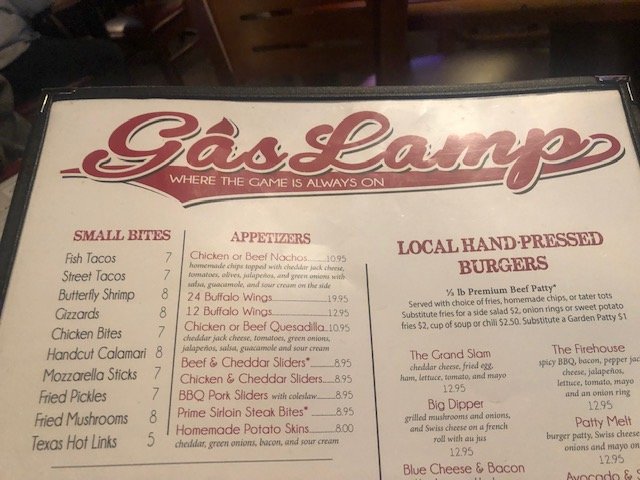 GasLamp
WHERE THE GAME IS ALWAYS ON
SMALL BITES
Fish Tacos 7
Street Tacos 7
Butterfly Shrimp 8
Gizzards 8
Chicken Bites 7
Handcut Calamari 8
Mozzarella Sticks 7
Fried Pickles 7
Fried Mushrooms 8
Texas Hot Links 5
APPETIZERS
Chicken or Beef Nachos.......10.95
homemade chips topped with cheddar jack cheese,
tomatoes, olives, jalapeños, and green onions with
salsa, guacamole, and sour cream on the side
24 Buffalo Wings..................19.95
12 Buffalo Wings..................12.95
Chicken or Beef Quesadilla..10.95
cheddar jack cheese, tomatoes, green onions,
jalapeños, salsa, guacamole and sour cream
Beef & Cheddar Sliders*......8.95
Chicken & Cheddar Sliders....8.95
BBQ Pork Sliders with coleslaw.....8.95
Prime Sirloin Steak Bites* ......8.95
Homemade Potato Skins.......8.00
cheddar, green onions, bacon, and sour cream
LOCAL HAND-PRESSED
BURGERS
⅓ lb Premium Beef Patty*
Served with choice of fries, homemade chips, or tater tots
Substitute fries for a side salad $2, onion rings or sweet potato
fries $2, cup of soup or chili $2.50. Substitute a Garden Patty $1
The Grand Slam
cheddar cheese, fried egg,
ham, lettuce, tomato, and mayo
12.95
Big Dipper
grilled mushrooms and onions,
and Swiss cheese on a french
roll with au jus
12.95
Blue Cheese & Bacon
The Firehouse
spicy BBQ, bacon, pepper jac
cheese, jalapeños,
lettuce, tomato, mayo
and an onion ring
12.95
Patty Melt
burger patty, Swiss cheese
onions and mayo on
12.95
Avocado & S